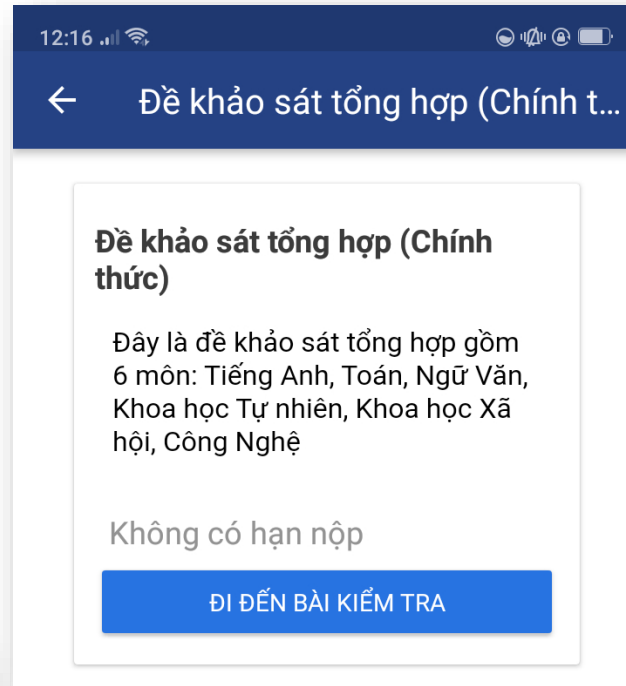 12:16
Đề khảo sát tổng hợp (Chính t...
Đề khảo sát tổng hợp (Chính
thức)
Đây là đề khảo sát tổng hợp gồm
6 môn: Tiếng Anh, Toán, Ngữ Văn,
Khoa học Tự nhiên, Khoa học Xã
hội, Công Nghệ
Không có hạn nộp
ĐI ĐẾN BÀI KIỂM TRA